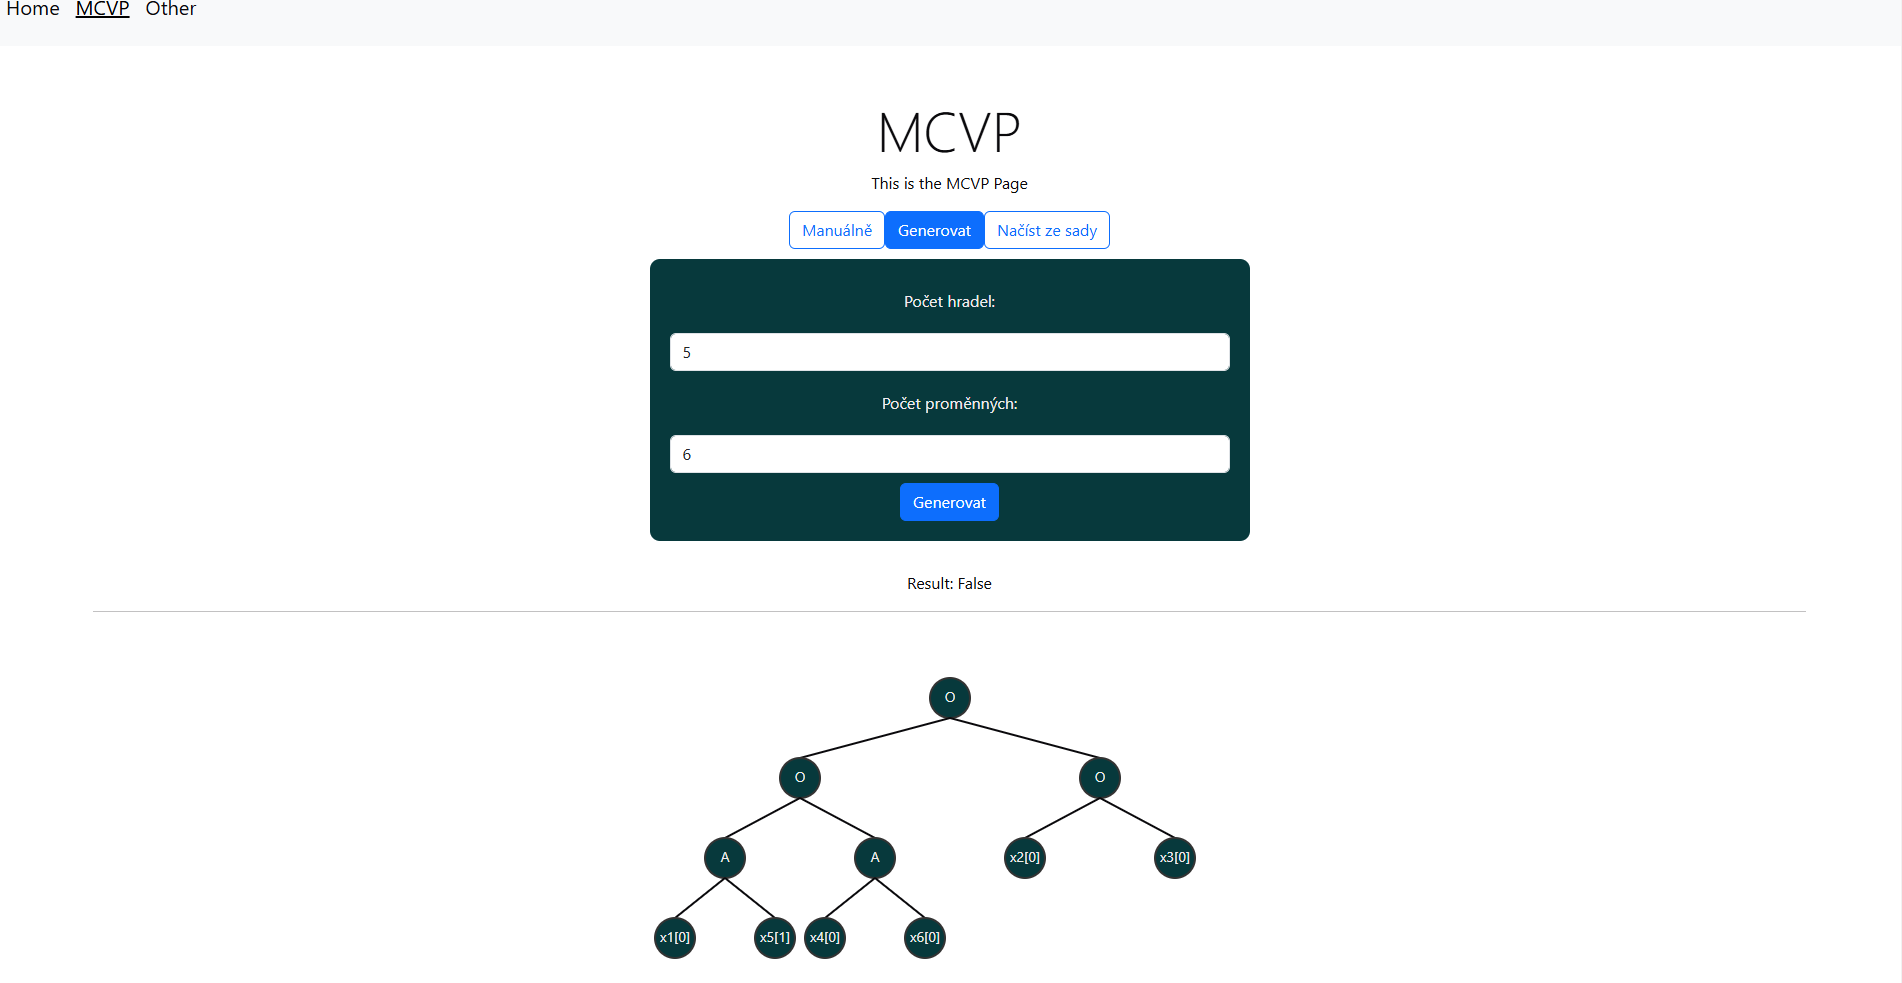 Home MCVP Other
MCVP
This is the MCVP Page
Manuálně Generovat Načíst ze sady
Počet hradel:
5
Počet proměnných:
6
Generovat
Result: False
O
O O
A A x2[0] x3[0]
x1[0] x5[1] x4[0] x6[0]